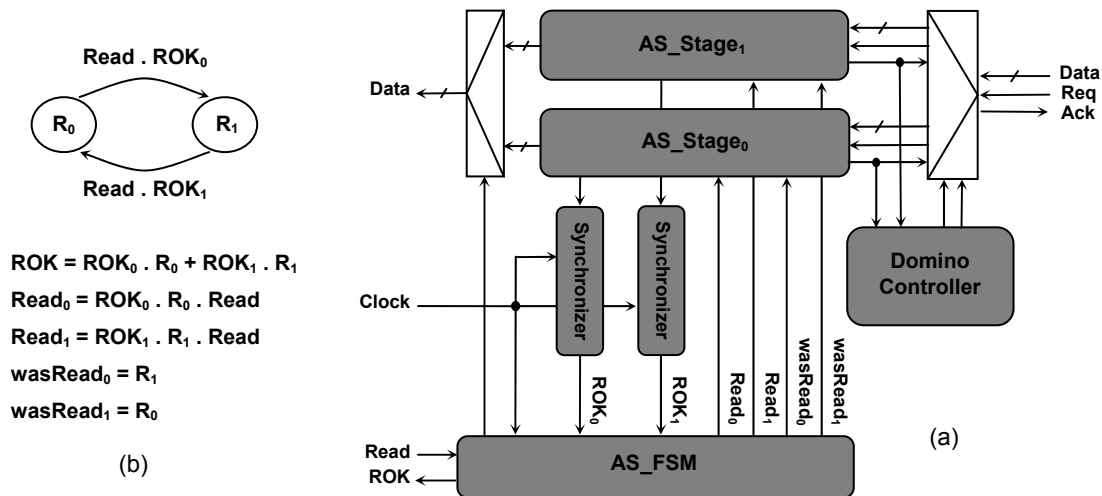 Read . ROK₀
R₀
R₁
Read . ROK₁
ROK = ROK₀ . R₀ + ROK₁ . R₁
Read₀ = ROK₀ . R₀ . Read
Read₁ = ROK₁ . R₁ . Read
wasRead₀ = R₁
wasRead₁ = R₀
(b)
AS_Stage₁
AS_Stage₀
Data
Data
Req
Ack
Synchronizer
Synchronizer
Domino
Controller
Clock
ROK₀
ROK₁
Read₀
Read₁
wasRead₀
wasRead₁
(a)
Read
ROK
AS_FSM